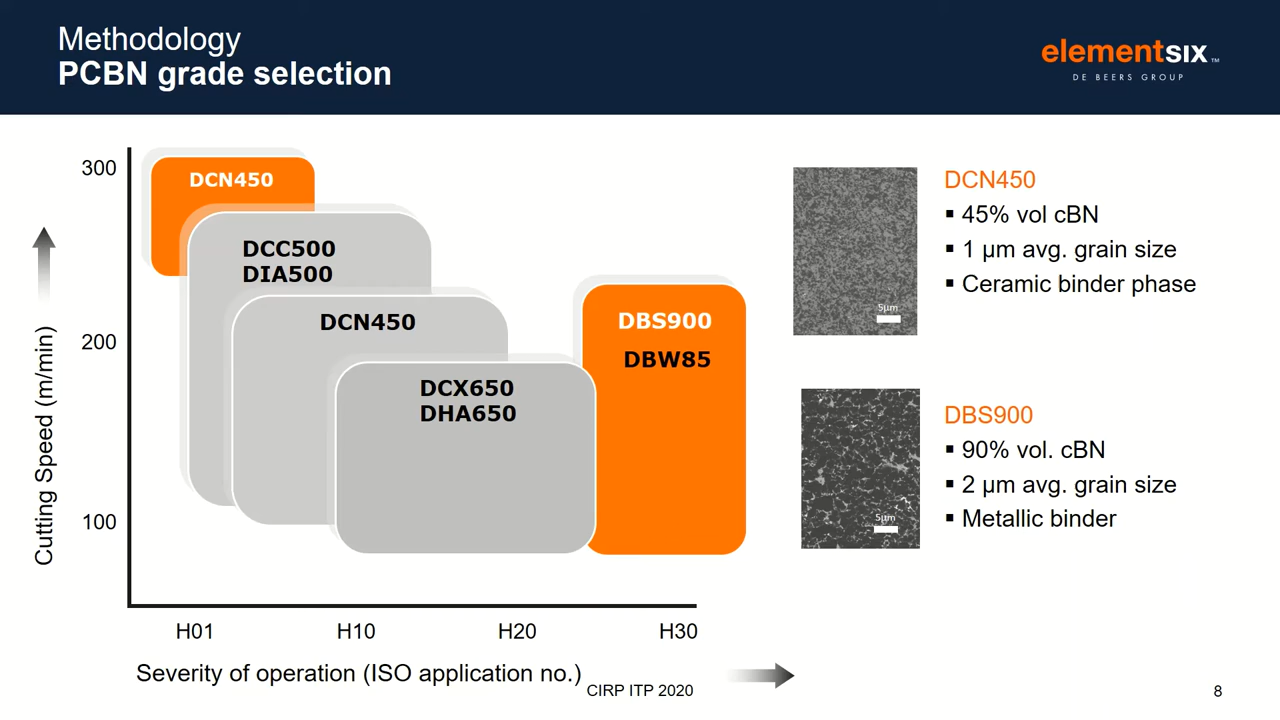 Methodology
PCBN grade selection
elementsix™
DE BEERS GROUP
300
200
100
Cutting Speed (m/min)
DCN450
DCC500
DIA500
DCN450
DCX650
DHA650
DBS900
DBW85
H01 H10 H20 H30
Severity of operation (ISO application no.)
5µm
DCN450
▪ 45% vol cBN
▪ 1 µm avg. grain size
▪ Ceramic binder phase
5µm
DBS900
▪ 90% vol. cBN
▪ 2 µm avg. grain size
▪ Metallic binder
CIRP ITP 2020
8